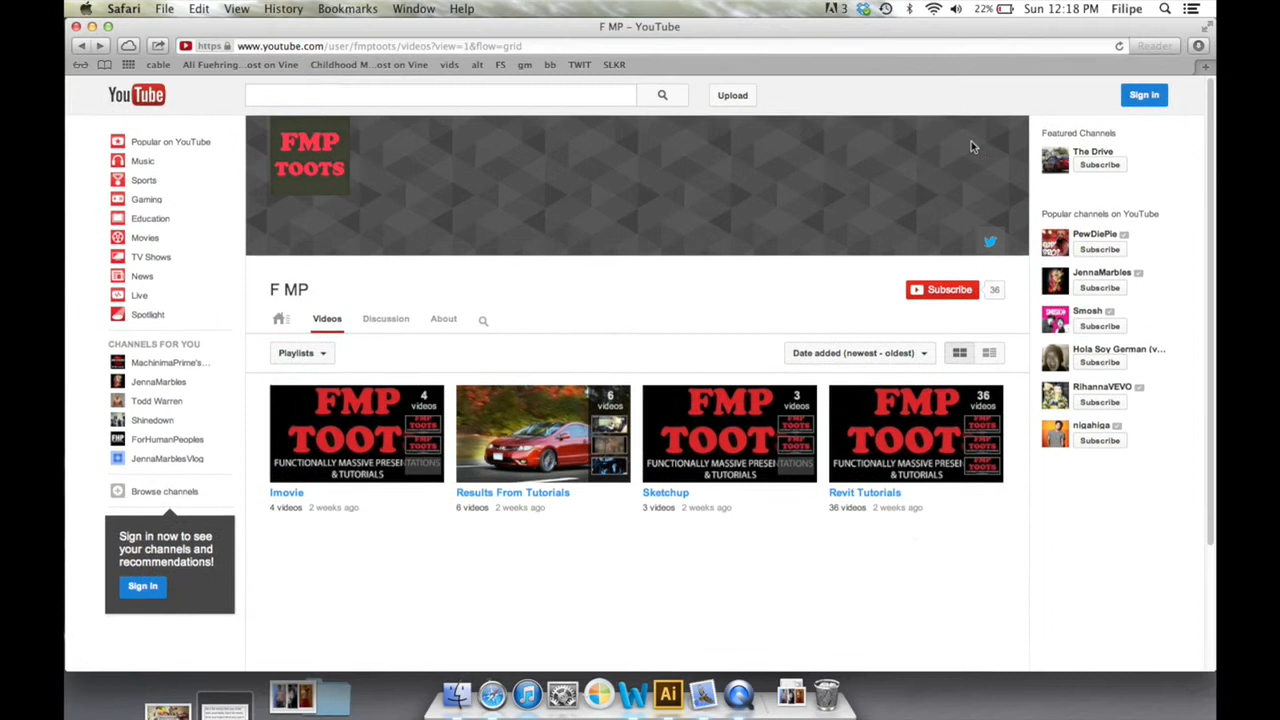 Safari File Edit View History Bookmarks Window Help 3 22% Sun 12:18 PM Filipe
F MP – YouTube
https www.youtube.com/user/fmptoots/videos?view=1&flow=grid Reader
cable Ali Fuehring...ost on Vine Childhood M...ost on Vine vids alt FS gm bb TWIT SLKR
YouTube Upload Sign In
Popular on YouTube
Music
Sports
Gaming
Education
Movies
TV Shows
News
Live
Spotlight
CHANNELS FOR YOU
MachinimaPrime's...
JennaMarbles
Todd Warren
Shinedown
ForHumanPeoples
JennaMarblesVlog
Browse channels
Sign in now to see
your channels and
recommendations!
Sign In
FMP
TOOTS
F MP
Subscribe 36
Videos Discussion About
Playlists Date added (newest - oldest)
FMP
TOOT
FUNCTIONALLY MASSIVE PRESENTATIONS
& TUTORIALS
4
videos
Imovie
4 videos 2 weeks ago
6
videos
Results From Tutorials
6 videos 2 weeks ago
FMP
TOOT
FUNCTIONALLY MASSIVE PRESENTATIONS
& TUTORIALS
3
videos
Sketchup
3 videos 2 weeks ago
FMP
TOOT
FUNCTIONALLY MASSIVE PRESENTATIONS
& TUTORIALS
36
videos
Revit Tutorials
36 videos 2 weeks ago
Featured Channels
The Drive
Subscribe
Popular channels on YouTube
PewDiePie
Subscribe
JennaMarbles
Subscribe
Smosh
Subscribe
Hola Soy German (v...
Subscribe
RihannaVEVO
Subscribe
nigahiga
Subscribe
Ai